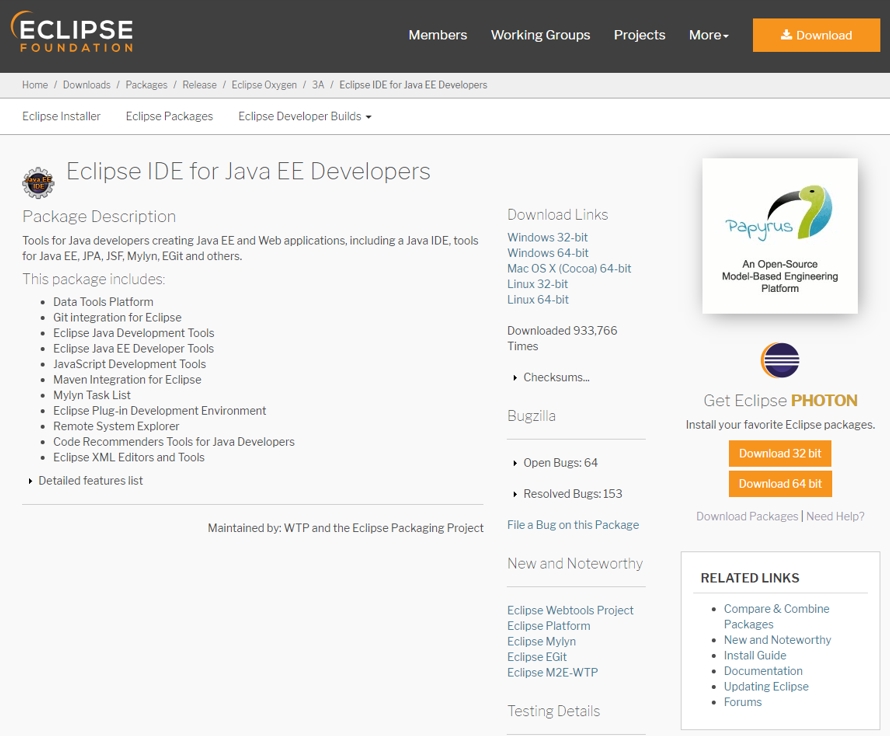 ECLIPSE
FOUNDATION
Members
Working Groups
Projects
More
Download
Home / Downloads / Packages / Release / Eclipse Oxygen / 3A / Eclipse IDE for Java EE Developers
Eclipse Installer
Eclipse Packages
Eclipse Developer Builds
Java EE
IDE
Eclipse IDE for Java EE Developers
Package Description
Tools for Java developers creating Java EE and Web applications, including a Java IDE, tools
for Java EE, JPA, JSF, Mylyn, EGit and others.
This package includes:
Data Tools Platform
Git integration for Eclipse
Eclipse Java Development Tools
Eclipse Java EE Developer Tools
JavaScript Development Tools
Maven Integration for Eclipse
Mylyn Task List
Eclipse Plug-in Development Environment
Remote System Explorer
Code Recommenders Tools for Java Developers
Eclipse XML Editors and Tools
Detailed features list
Maintained by: WTP and the Eclipse Packaging Project
Download Links
Windows 32-bit
Windows 64-bit
Mac OS X (Cocoa) 64-bit
Linux 32-bit
Linux 64-bit
Downloaded 933,766
Times
Checksums...
Bugzilla
Open Bugs: 64
Resolved Bugs: 153
File a Bug on this Package
New and Noteworthy
Eclipse Webtools Project
Eclipse Platform
Eclipse Mylyn
Eclipse EGit
Eclipse M2E-WTP
Testing Details
Papyrus
An Open-Source
Model-Based Engineering
Platform
Get Eclipse PHOTON
Install your favorite Eclipse packages.
Download 32 bit
Download 64 bit
Download Packages | Need Help?
RELATED LINKS
Compare & Combine
Packages
New and Noteworthy
Install Guide
Documentation
Updating Eclipse
Forums